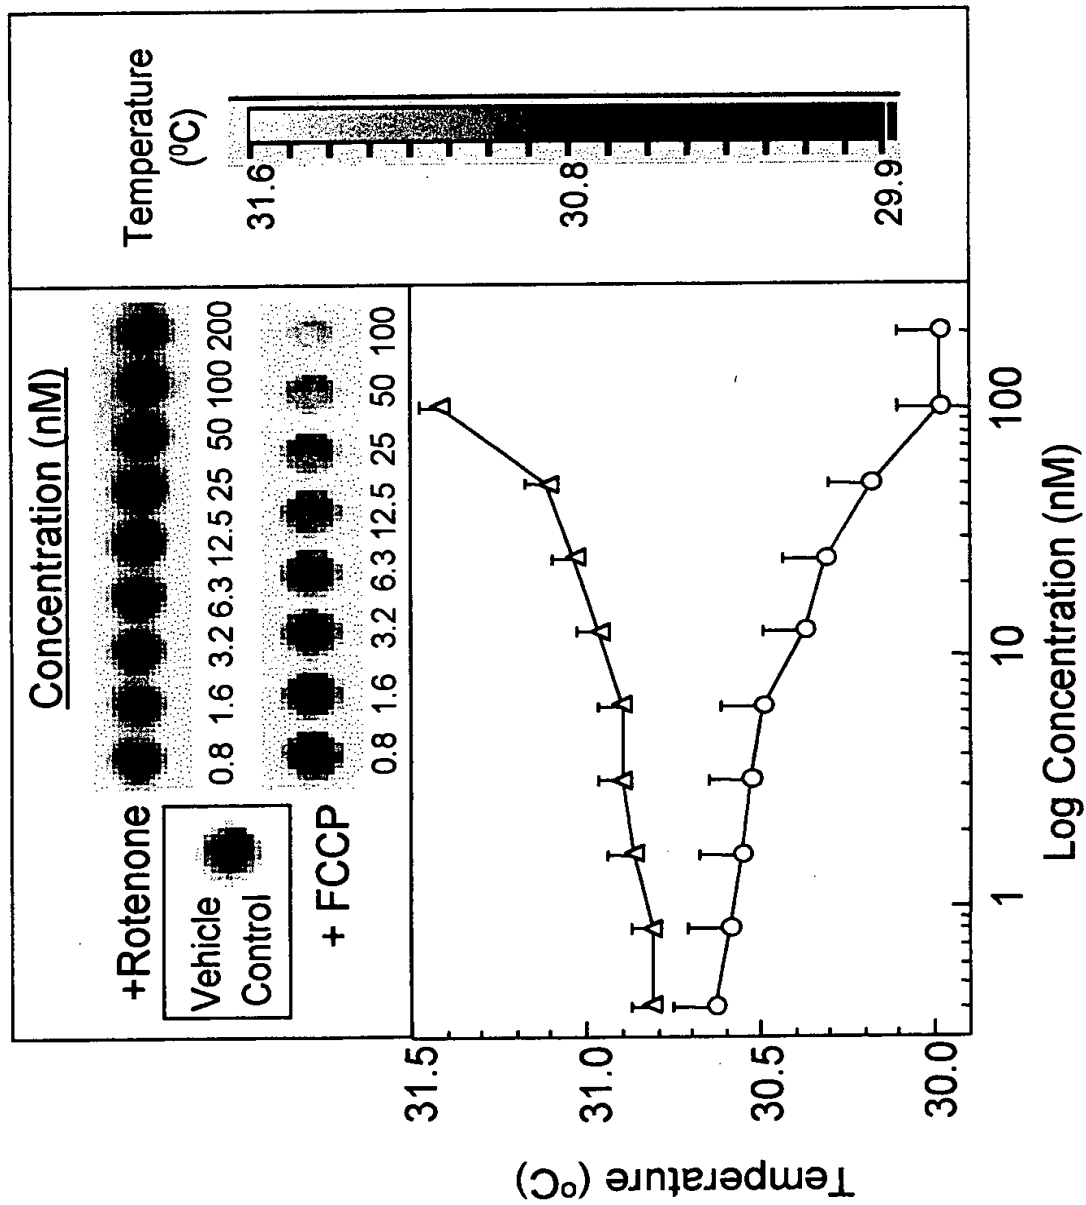 Concentration (nM)
+Rotenone
0.8 1.6 3.2 6.3 12.5 25 50 100 200
Vehicle
Control
+ FCCP
0.8 1.6 3.2 6.3 12.5 25 50 100
Temperature
(⁰C)
31.6
30.8
29.9
Temperature (ºC)
31.5
31.0
30.5
30.0
1 10 100
Log Concentration (nM)